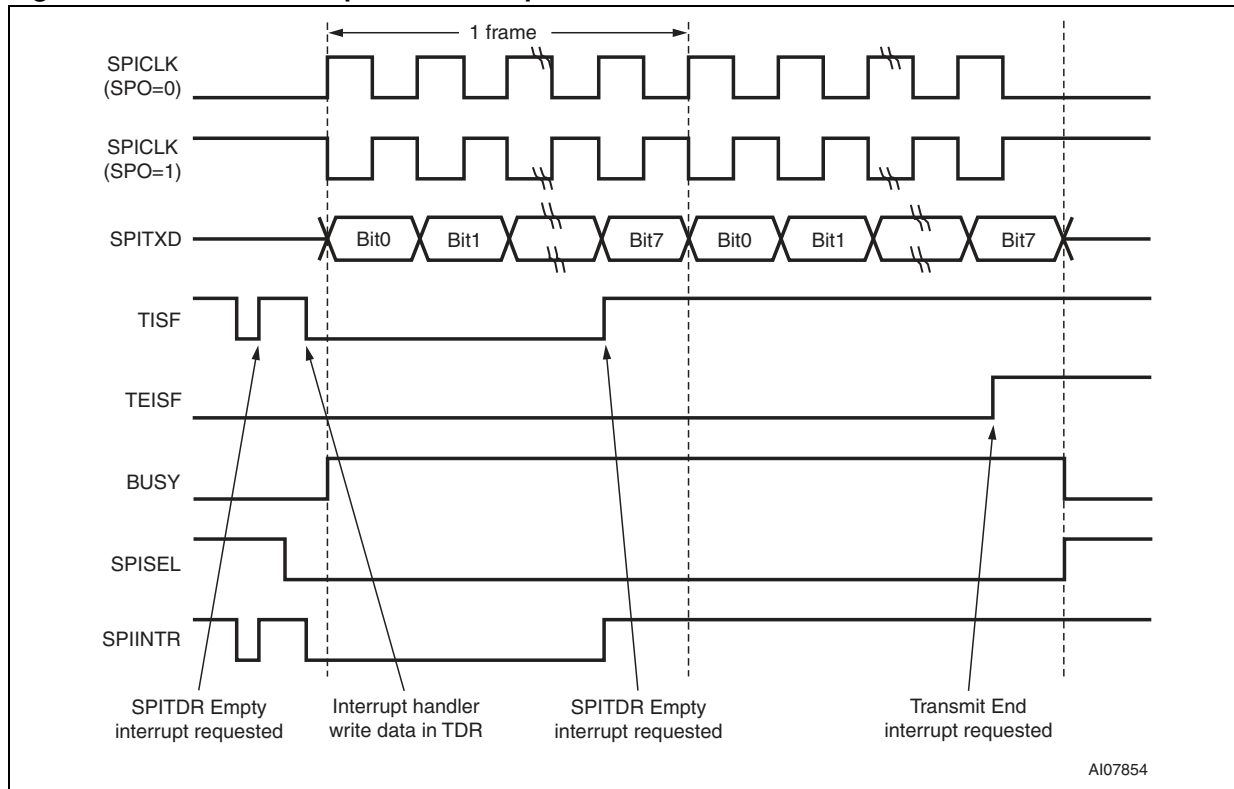 1 frame
SPICLK
(SPO=0)
SPICLK
(SPO=1)
SPITXD
Bit0
Bit1
Bit7
Bit0
Bit1
Bit7
TISF
TEISF
BUSY
SPISEL
SPIINTR
SPITDR Empty
interrupt requested
Interrupt handler
write data in TDR
SPITDR Empty
interrupt requested
Transmit End
interrupt requested
AI07854